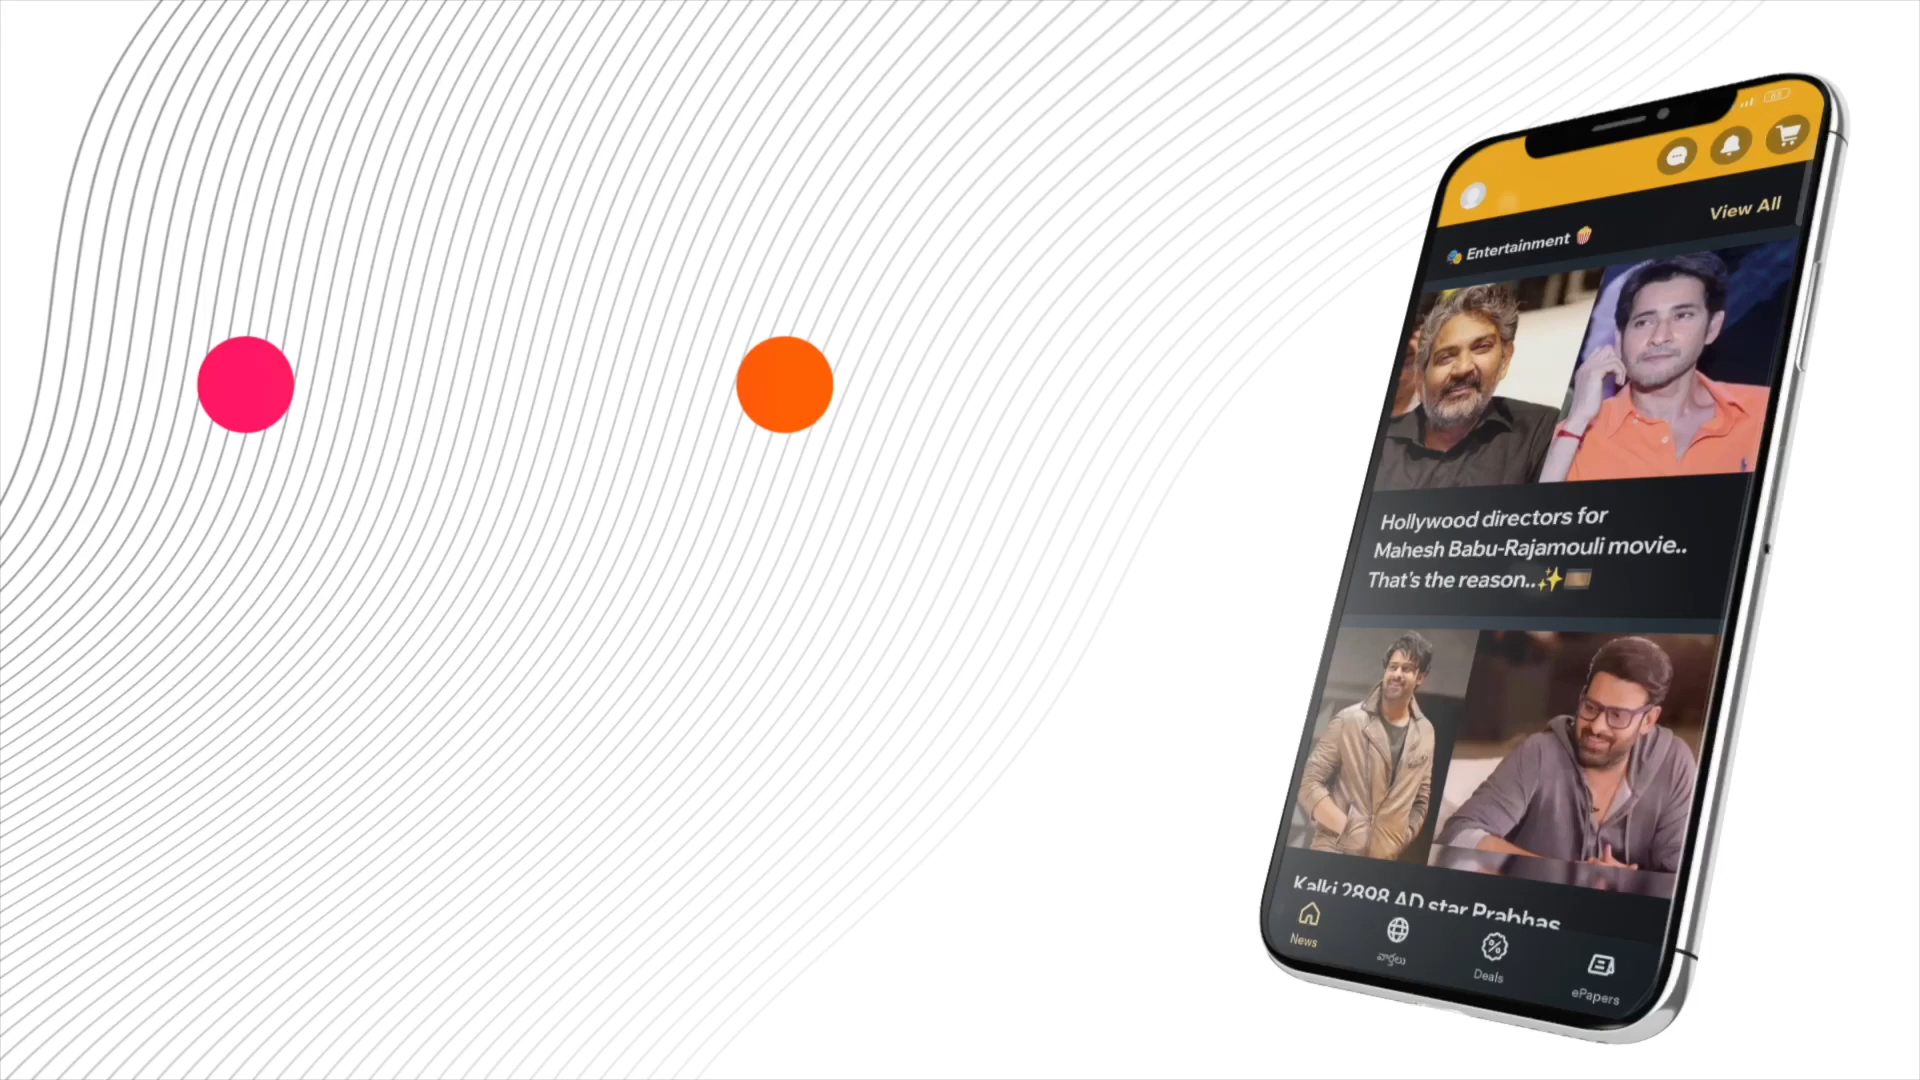 View All
🎭 Entertainment 🍿
Hollywood directors for
Mahesh Babu-Rajamouli movie..
That's the reason..✨🎞️
Kalki 2898 AD star Prabhas
News
వార్తలు
Deals
ePapers